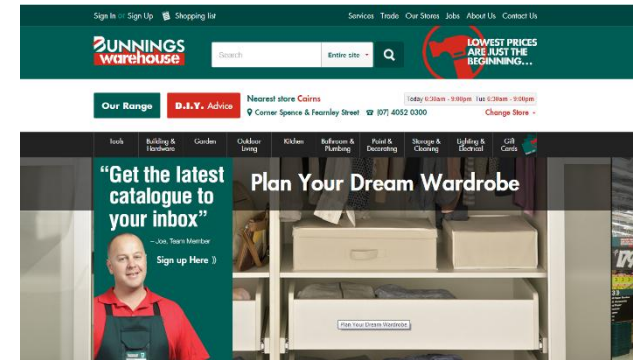 Sign In or Sign Up Shopping list
Services Trade Our Stores Jobs About Us Contact Us
BUNNINGS
warehouse
Search
Entire site
LOWEST PRICES
ARE JUST THE
BEGINNING...
Our Range
D.I.Y. Advice
Nearest store Cairns
Corner Spence & Fearnley Street (07) 4052 0300
Today 6:30am - 9:00pm Tue 6:30am - 9:00pm
Change Store
Tools
Building &
Hardware
Garden
Outdoor
Living
Kitchen
Bathroom &
Plumbing
Paint &
Decorating
Storage &
Cleaning
Lighting &
Electrical
Gift
Cards
“Get the latest
catalogue to
your inbox”
– Joe, Team Member
Sign up Here
Plan Your Dream Wardrobe
Plan Your Dream Wardrobe